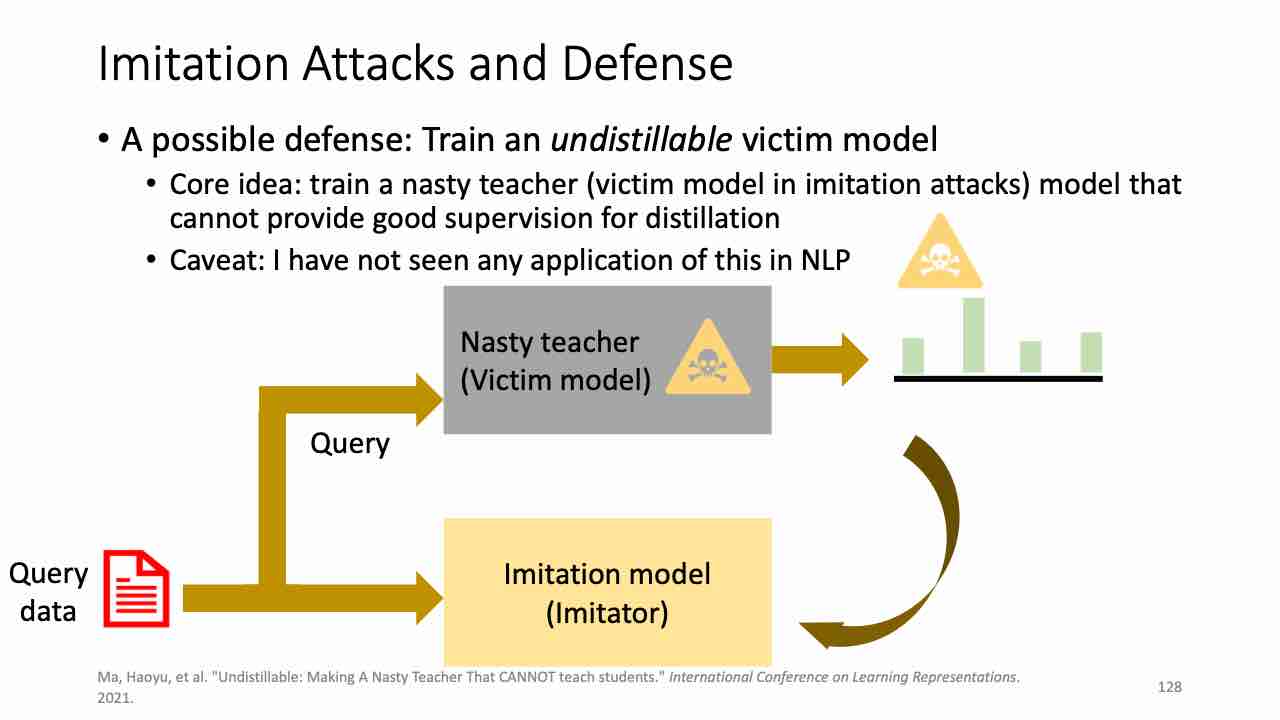 Imitation Attacks and Defense
• A possible defense: Train an undistillable victim model
• Core idea: train a nasty teacher (victim model in imitation attacks) model that
cannot provide good supervision for distillation
• Caveat: I have not seen any application of this in NLP
Nasty teacher
(Victim model)
Query
Query
data
Imitation model
(Imitator)
Ma, Haoyu, et al. "Undistillable: Making A Nasty Teacher That CANNOT teach students." International Conference on Learning Representations.
2021.
128